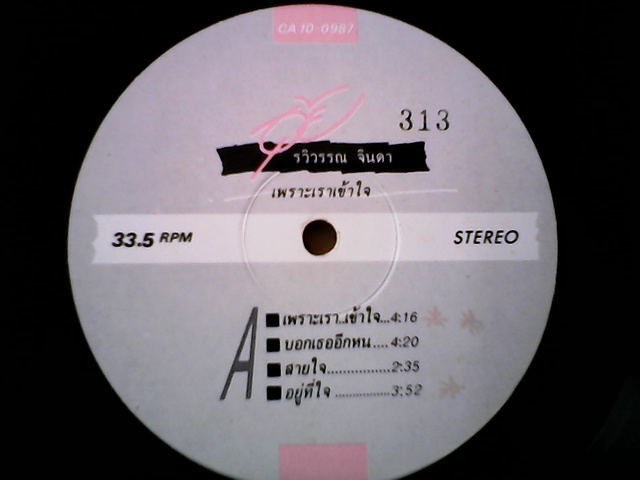 CA 10-0987
313
รวิวรรณ จินดา
เพราะเราเข้าใจ
33.5 RPM
STEREO
A
เพราะเรา..เข้าใจ...4:16
บอกเธออีกหน....4:20
สายใจ................2:35
อยู่ที่ใจ..............3:52